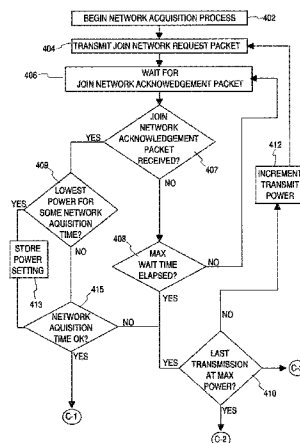 BEGIN NETWORK ACQUISITION PROCESS
402
404
TRANSMIT JOIN NETWORK REQUEST PACKET
406
WAIT FOR
JOIN NETWORK ACKNOWLEDGEMENT PACKET
YES
JOIN
NETWORK
ACKNOWLEDGEMENT
PACKET
RECEIVED?
407
NO
409
LOWEST
POWER FOR
SOME NETWORK
AQUISITION
TIME?
YES
NO
412
INCREMENT
TRANSMIT
POWER
STORE
POWER
SETTING
413
408
MAX
WAIT TIME
ELAPSED?
NO
YES
415
NETWORK
AQUISITION
TIME OK?
NO
YES
NO
YES
LAST
TRANSMISSION
AT MAX
POWER?
410
C-3
YES
C-1
C-2